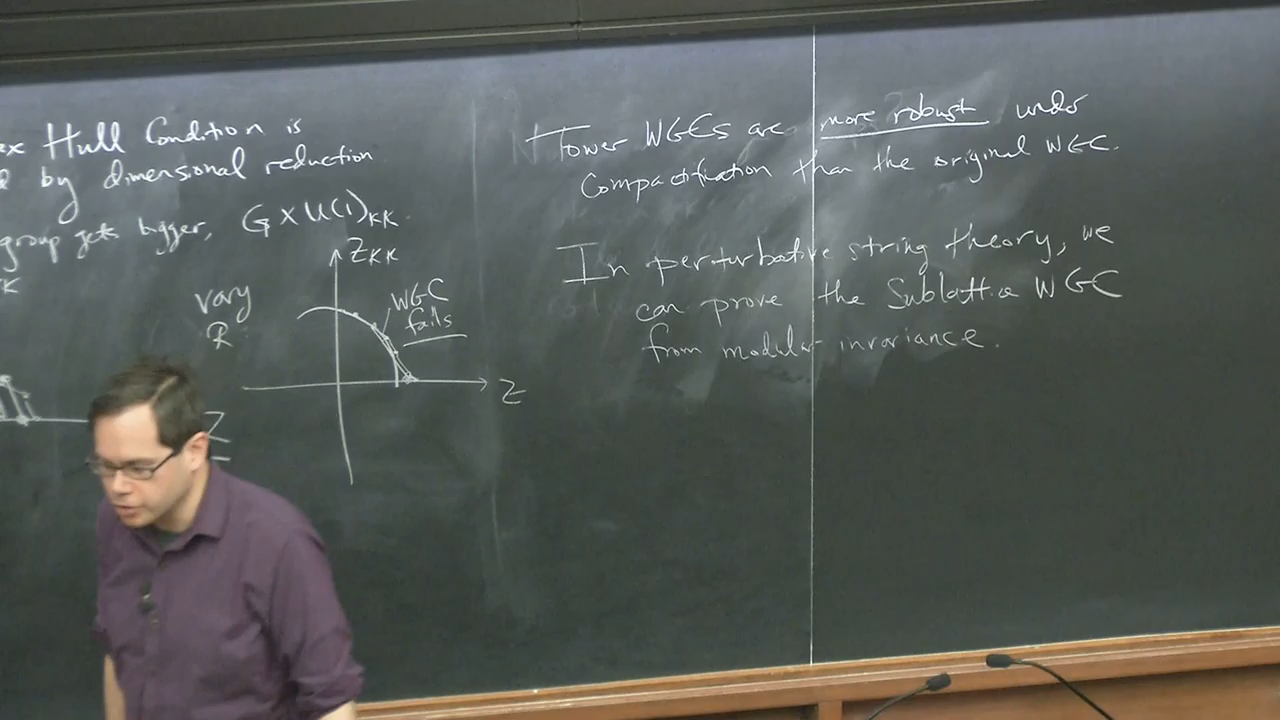 ex Hull Condition is
by dimensional reduction
group gets bigger, G X U(1)KK.
K
ZKK
vary
R
WGC
fails
Z
Tower WGCs are more robust under
Compactification than the original WGC.
In perturbative string theory, we
can prove the Sublattice WGC
from modular invariance.